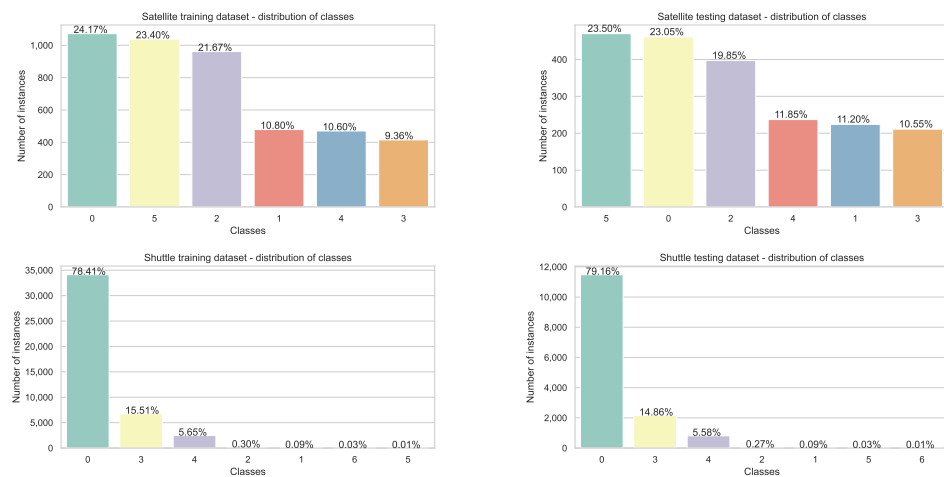 Satellite training dataset - distribution of classes
24.17% 23.40% 21.67% 10.80% 10.60% 9.36%
1,000
800
600
400
200
0
Number of instances
0 5 2 1 4 3
Classes
Satellite testing dataset - distribution of classes
23.50% 23.05% 19.85% 11.85% 11.20% 10.55%
400
300
200
100
0
Number of instances
5 0 2 4 1 3
Classes
Shuttle training dataset - distribution of classes
78.41% 15.51% 5.65% 0.30% 0.09% 0.03% 0.01%
35,000
30,000
25,000
20,000
15,000
10,000
5,000
0
Number of instances
0 3 4 2 1 6 5
Classes
Shuttle testing dataset - distribution of classes
79.16% 14.86% 5.58% 0.27% 0.09% 0.03% 0.01%
12,000
10,000
8,000
6,000
4,000
2,000
0
Number of instances
0 3 4 2 1 5 6
Classes